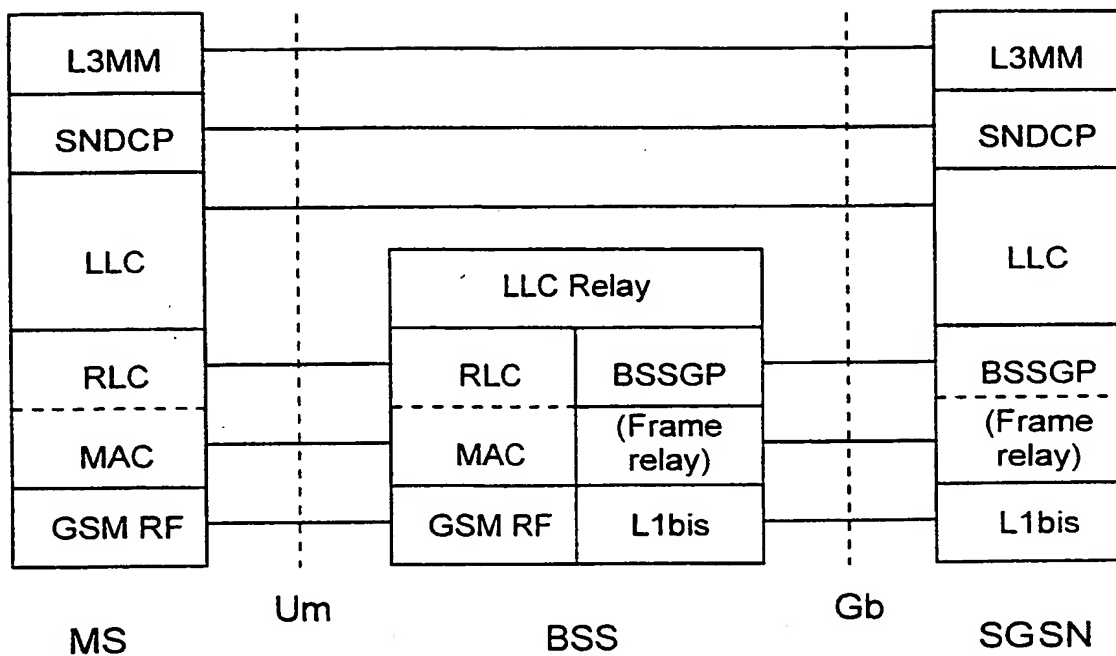 L3MM
SNDCP
LLC
RLC
MAC
GSM RF
MS
Um
LLC Relay
RLC
BSSGP
MAC
(Frame
relay)
GSM RF
L1bis
BSS
Gb
L3MM
SNDCP
LLC
BSSGP
(Frame
relay)
L1bis
SGSN